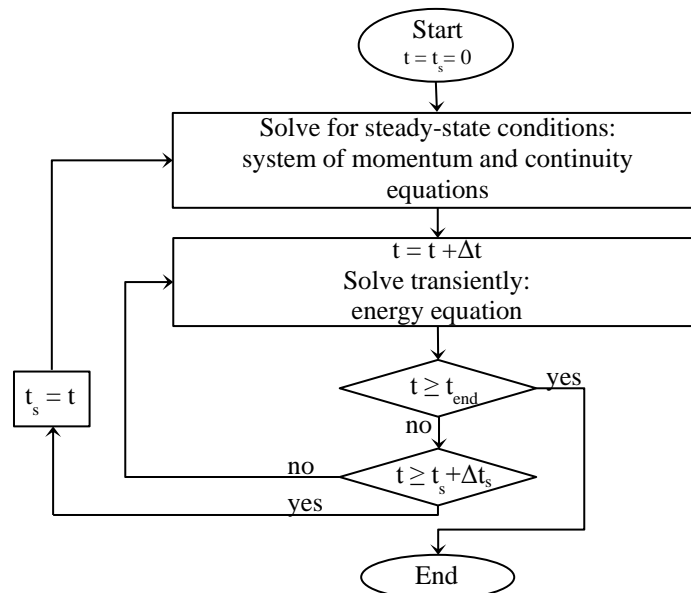 Start
t = t_s = 0
Solve for steady-state conditions:
system of momentum and continuity
equations
t = t +Δt
Solve transiently:
energy equation
t ≥ t_end
yes
no
t_s = t
t ≥ t_s+Δt_s
no
yes
End